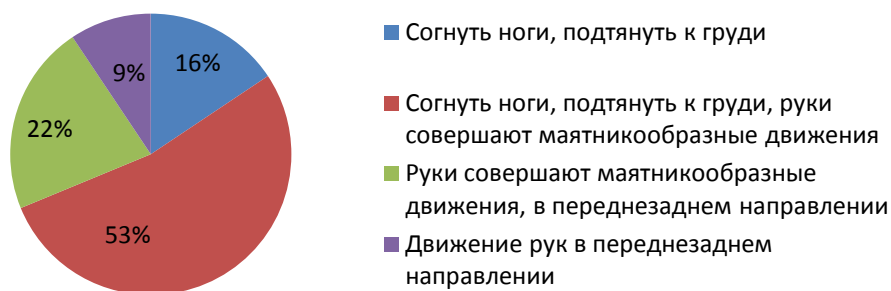 16%
53%
22%
9%
Согнуть ноги, подтянуть к груди
Согнуть ноги, подтянуть к груди, руки
совершают маятникообразные движения
Руки совершают маятникообразные
движения, в переднезаднем направлении
Движение рук в переднезаднем
направлении